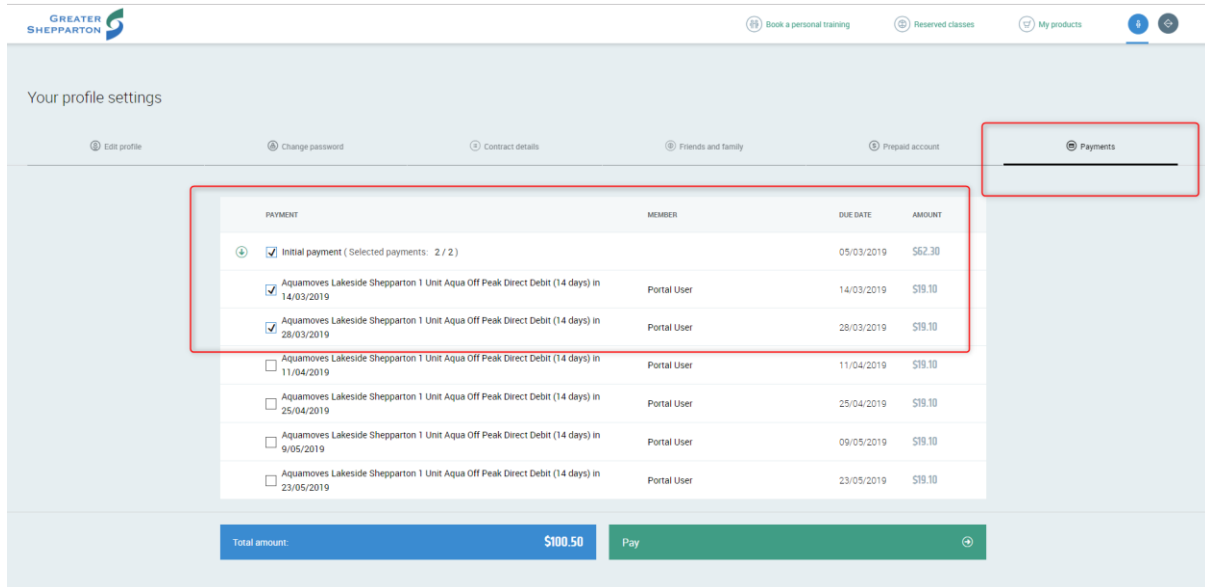 GREATER
SHEPPARTON
Book a personal training
Reserved classes
My products
Your profile settings
Edit profile
Change password
Contract details
Friends and family
Prepaid account
Payments
PAYMENT MEMBER DUE DATE AMOUNT
Initial payment ( Selected payments: 2 / 2 ) 05/03/2019 $62.30
Aquamoves Lakeside Shepparton 1 Unit Aqua Off Peak Direct Debit (14 days) in
14/03/2019
Portal User 14/03/2019 $19.10
Aquamoves Lakeside Shepparton 1 Unit Aqua Off Peak Direct Debit (14 days) in
28/03/2019
Portal User 28/03/2019 $19.10
Aquamoves Lakeside Shepparton 1 Unit Aqua Off Peak Direct Debit (14 days) in
11/04/2019
Portal User 11/04/2019 $19.10
Aquamoves Lakeside Shepparton 1 Unit Aqua Off Peak Direct Debit (14 days) in
25/04/2019
Portal User 25/04/2019 $19.10
Aquamoves Lakeside Shepparton 1 Unit Aqua Off Peak Direct Debit (14 days) in
9/05/2019
Portal User 09/05/2019 $19.10
Aquamoves Lakeside Shepparton 1 Unit Aqua Off Peak Direct Debit (14 days) in
23/05/2019
Portal User 23/05/2019 $19.10
Total amount: $100.50
Pay